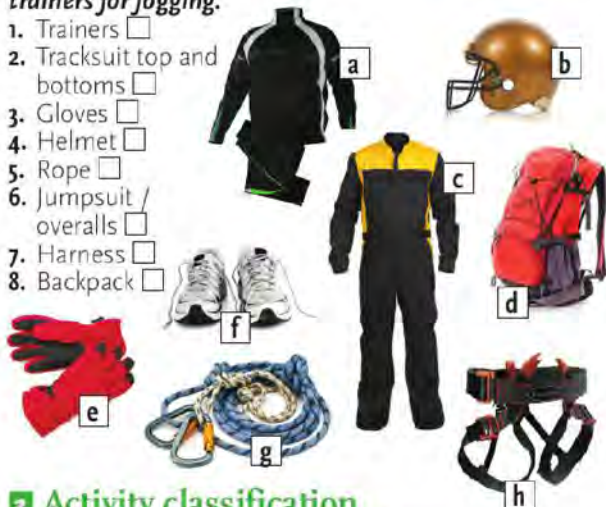 trainers for jogging.
1. Trainers □
2. Tracksuit top and
bottoms □
3. Gloves □
4. Helmet □
5. Rope □
6. Jumpsuit /
overalls □
7. Harness □
8. Backpack □
a
b
c
d
e
f
g
h
Activity classification